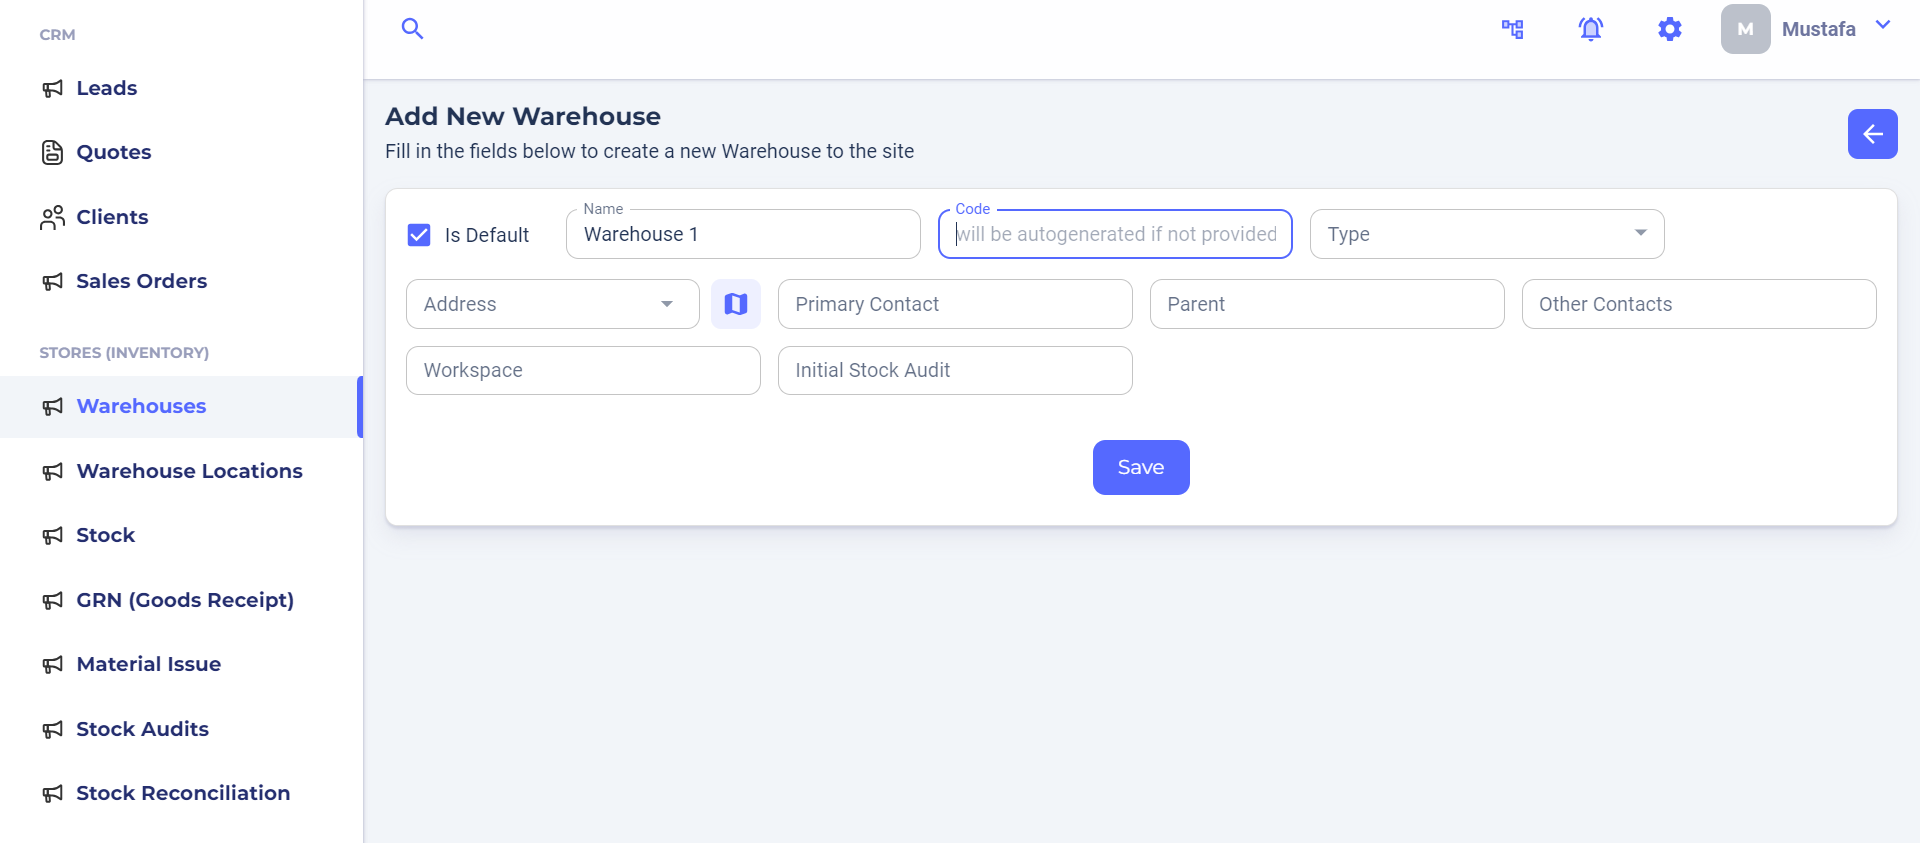 CRM
Leads
Quotes
Clients
Sales Orders
STORES (INVENTORY)
Warehouses
Warehouse Locations
Stock
GRN (Goods Receipt)
Material Issue
Stock Audits
Stock Reconciliation
M Mustafa
Add New Warehouse
Fill in the fields below to create a new Warehouse to the site
Is Default
Name
Warehouse 1
Code
will be autogenerated if not provided
Type
Address
Primary Contact
Parent
Other Contacts
Workspace
Initial Stock Audit
Save